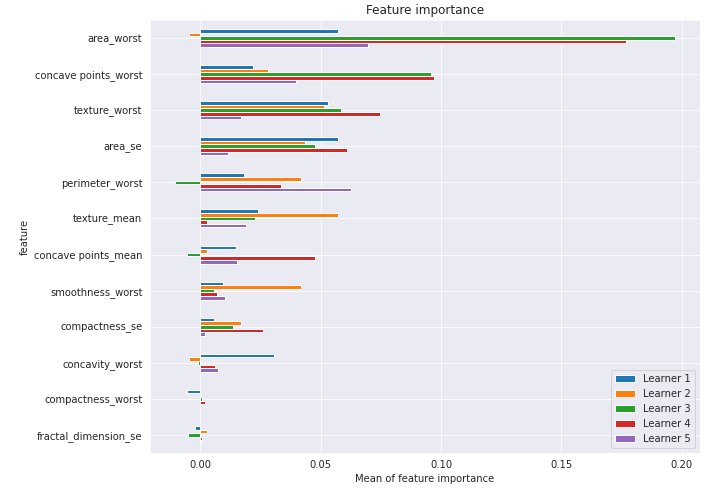 Feature importance
area_worst
concave points_worst
texture_worst
area_se
perimeter_worst
texture_mean
concave points_mean
smoothness_worst
compactness_se
concavity_worst
compactness_worst
fractal_dimension_se
feature
Learner 1
Learner 2
Learner 3
Learner 4
Learner 5
0.00 0.05 0.10 0.15 0.20
Mean of feature importance